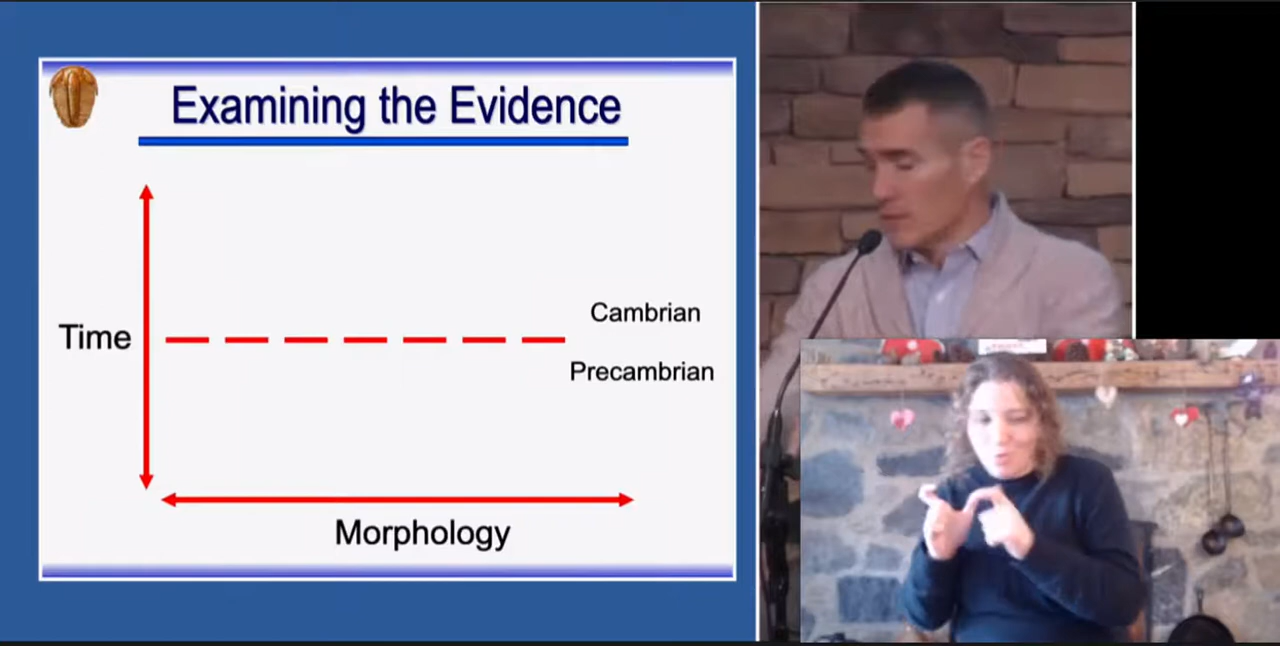 Examining the Evidence
Time
Cambrian
Precambrian
Morphology